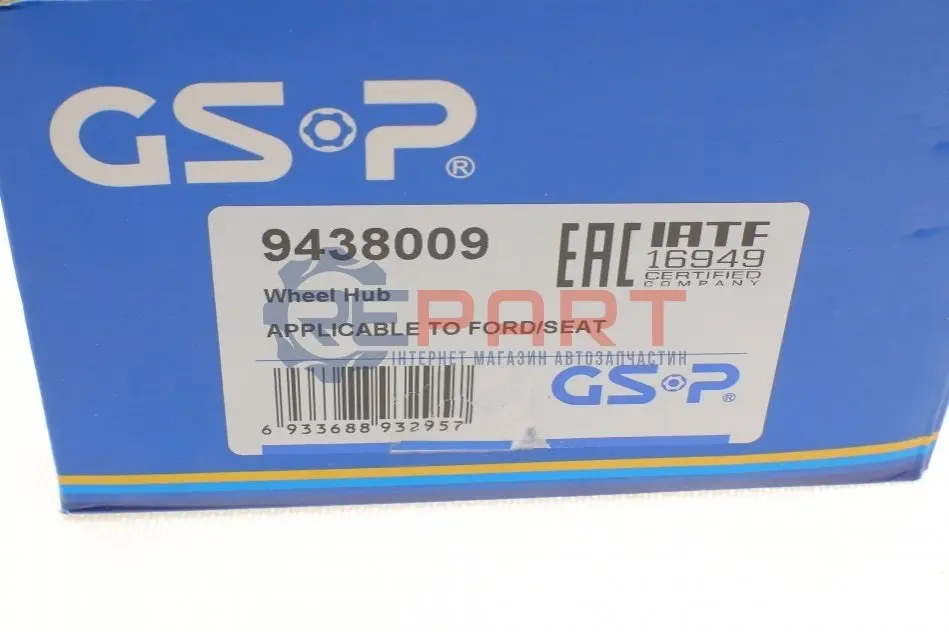 GS•P®
9438009
EAC
IATF
16949
CERTIFIED
COMPANY
Wheel Hub
REPART
APPLICABLE TO FORD/SEAT
ІНТЕРНЕТ МАГАЗИН АВТОЗАПЧАСТИН
GS•P®
6 933688 932957